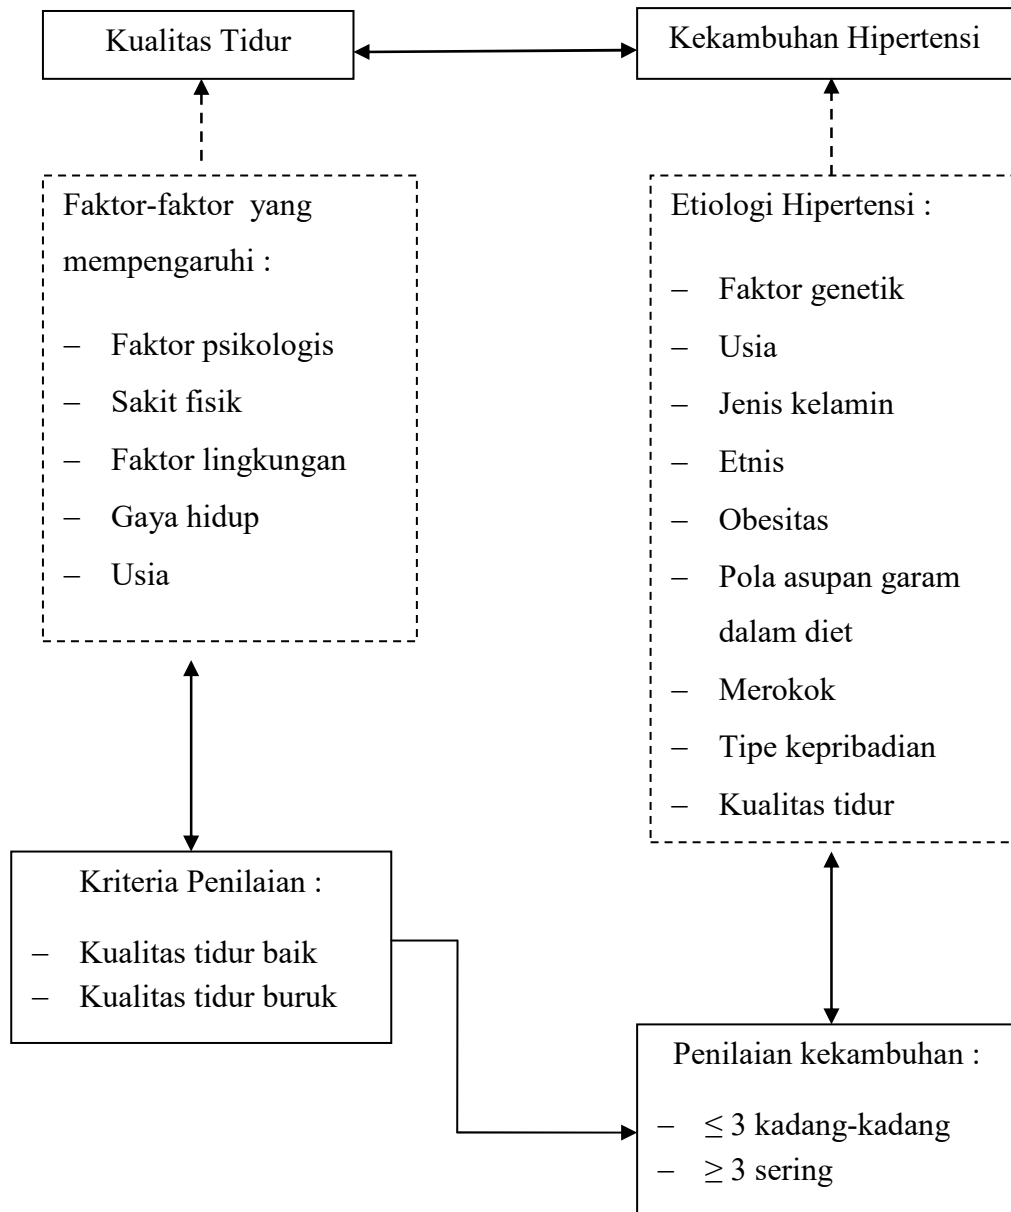 Kualitas Tidur
Kekambuhan Hipertensi
Faktor-faktor yang
mempengaruhi :
– Faktor psikologis
– Sakit fisik
– Faktor lingkungan
– Gaya hidup
– Usia
Etiologi Hipertensi :
– Faktor genetik
– Usia
– Jenis kelamin
– Etnis
– Obesitas
– Pola asupan garam
dalam diet
– Merokok
– Tipe kepribadian
– Kualitas tidur
Kriteria Penilaian :
– Kualitas tidur baik
– Kualitas tidur buruk
Penilaian kekambuhan :
– ≤ 3 kadang-kadang
– ≥ 3 sering